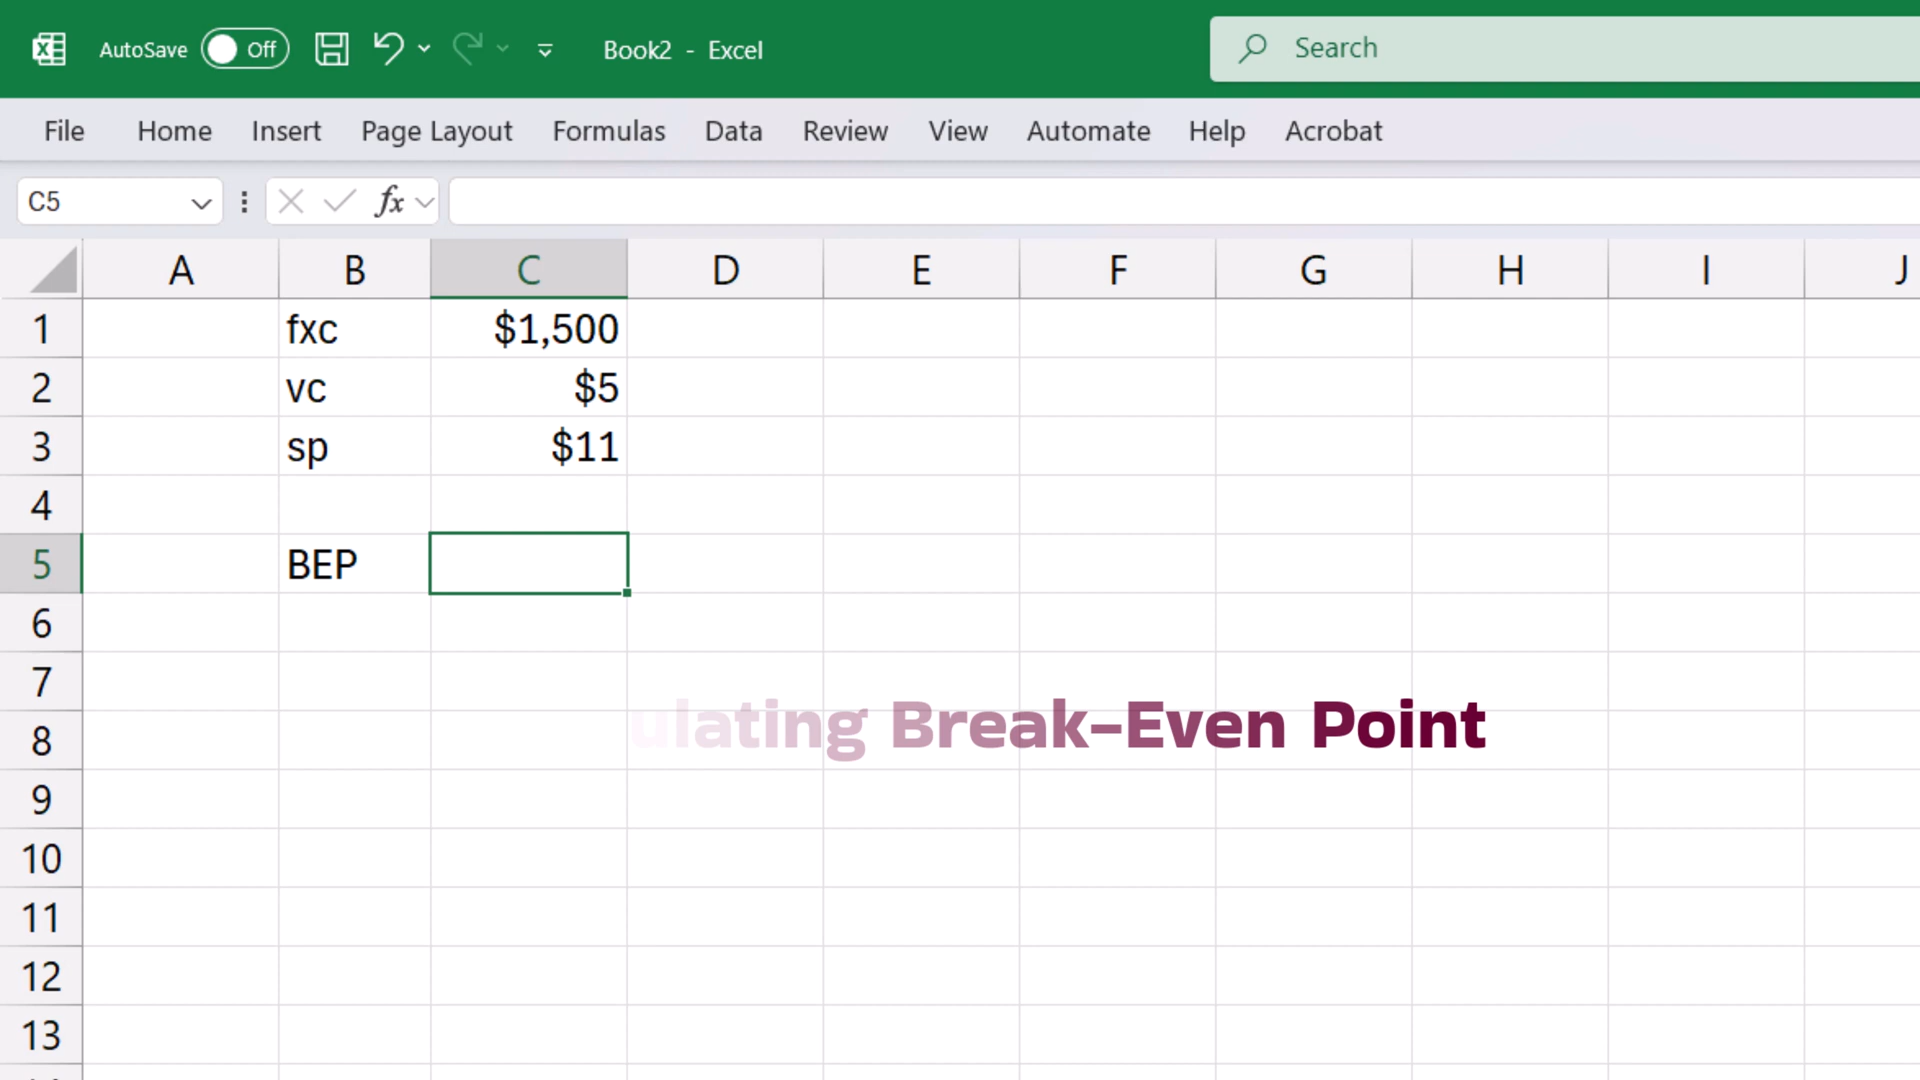 AutoSave Off Book2 - Excel Search
File Home Insert Page Layout Formulas Data Review View Automate Help Acrobat
C5 fx
A B C D E F G H I J
1 fxc $1,500
2 vc $5
3 sp $11
4
5 BEP
6
7
8 ulating Break-Even Point
9
10
11
12
13